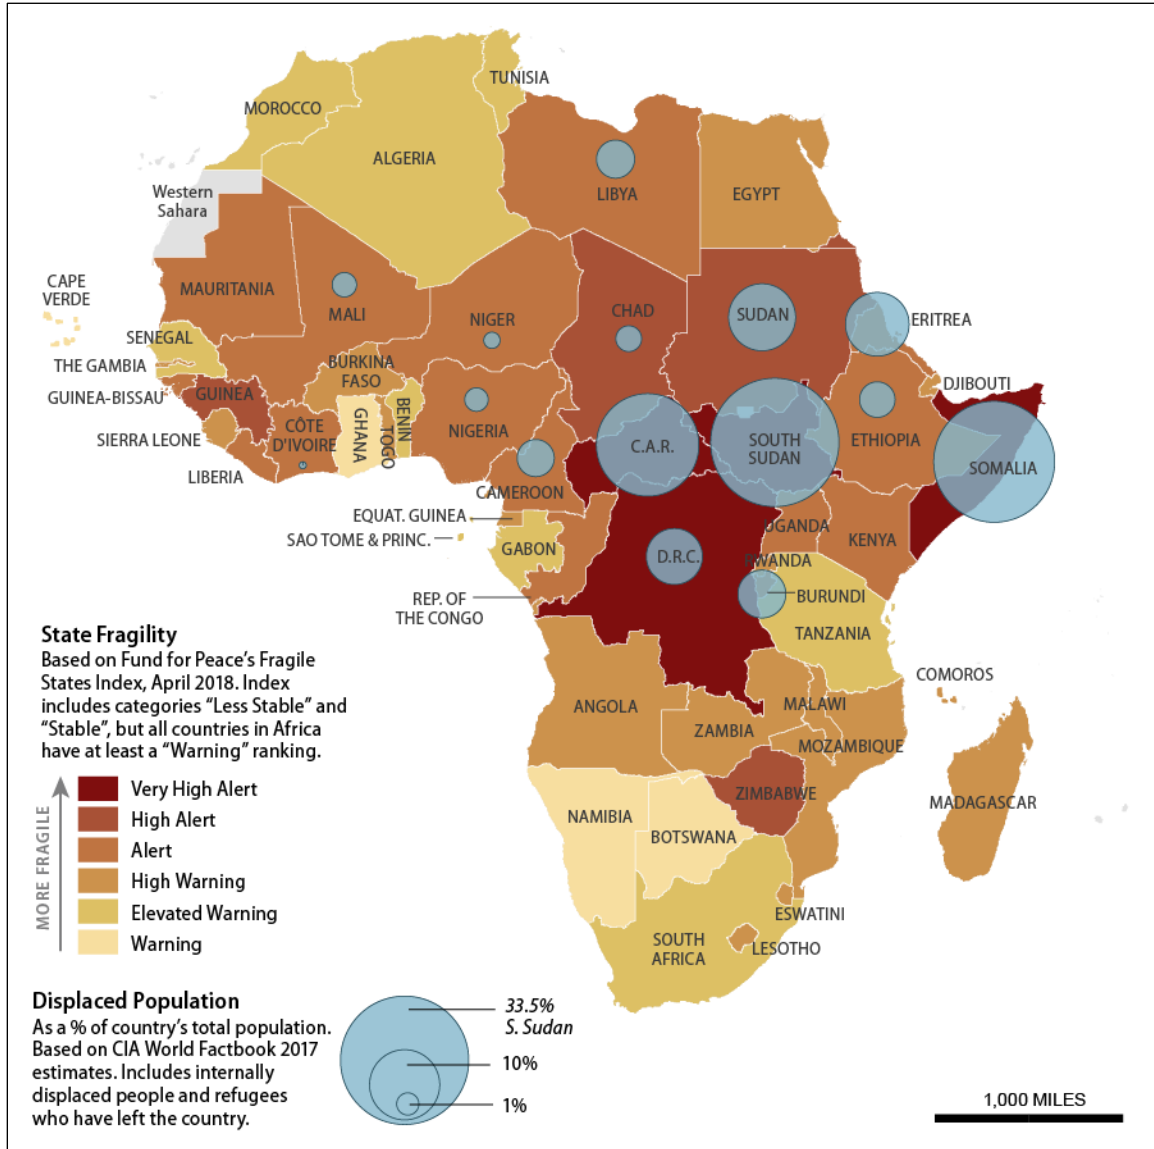 TUNISIA
MOROCCO
ALGERIA
LIBYA
EGYPT
Western
Sahara
CAPE
VERDE
MAURITANIA
MALI
NIGER
CHAD
SUDAN
ERITREA
SENEGAL
THE GAMBIA
BURKINA
FASO
DJIBOUTI
GUINEA-BISSAU
GUINEA
BENIN
TOGO
GHANA
CÔTE
D'IVOIRE
NIGERIA
C.A.R.
SOUTH
SUDAN
ETHIOPIA
SOMALIA
SIERRA LEONE
LIBERIA
CAMEROON
EQUAT. GUINEA
SAO TOME & PRINC.
GABON
UGANDA
KENYA
D.R.C.
RWANDA
BURUNDI
REP. OF
THE CONGO
TANZANIA
COMOROS
ANGOLA
MALAWI
ZAMBIA
MOZAMBIQUE
ZIMBABWE
MADAGASCAR
NAMIBIA
BOTSWANA
ESWATINI
SOUTH
AFRICA
LESOTHO
State Fragility
Based on Fund for Peace's Fragile
States Index, April 2018. Index
includes categories “Less Stable” and
“Stable”, but all countries in Africa
have at least a “Warning” ranking.
MORE FRAGILE
Very High Alert
High Alert
Alert
High Warning
Elevated Warning
Warning
Displaced Population
As a % of country's total population.
Based on CIA World Factbook 2017
estimates. Includes internally
displaced people and refugees
who have left the country.
33.5%
S. Sudan
10%
1%
1,000 MILES